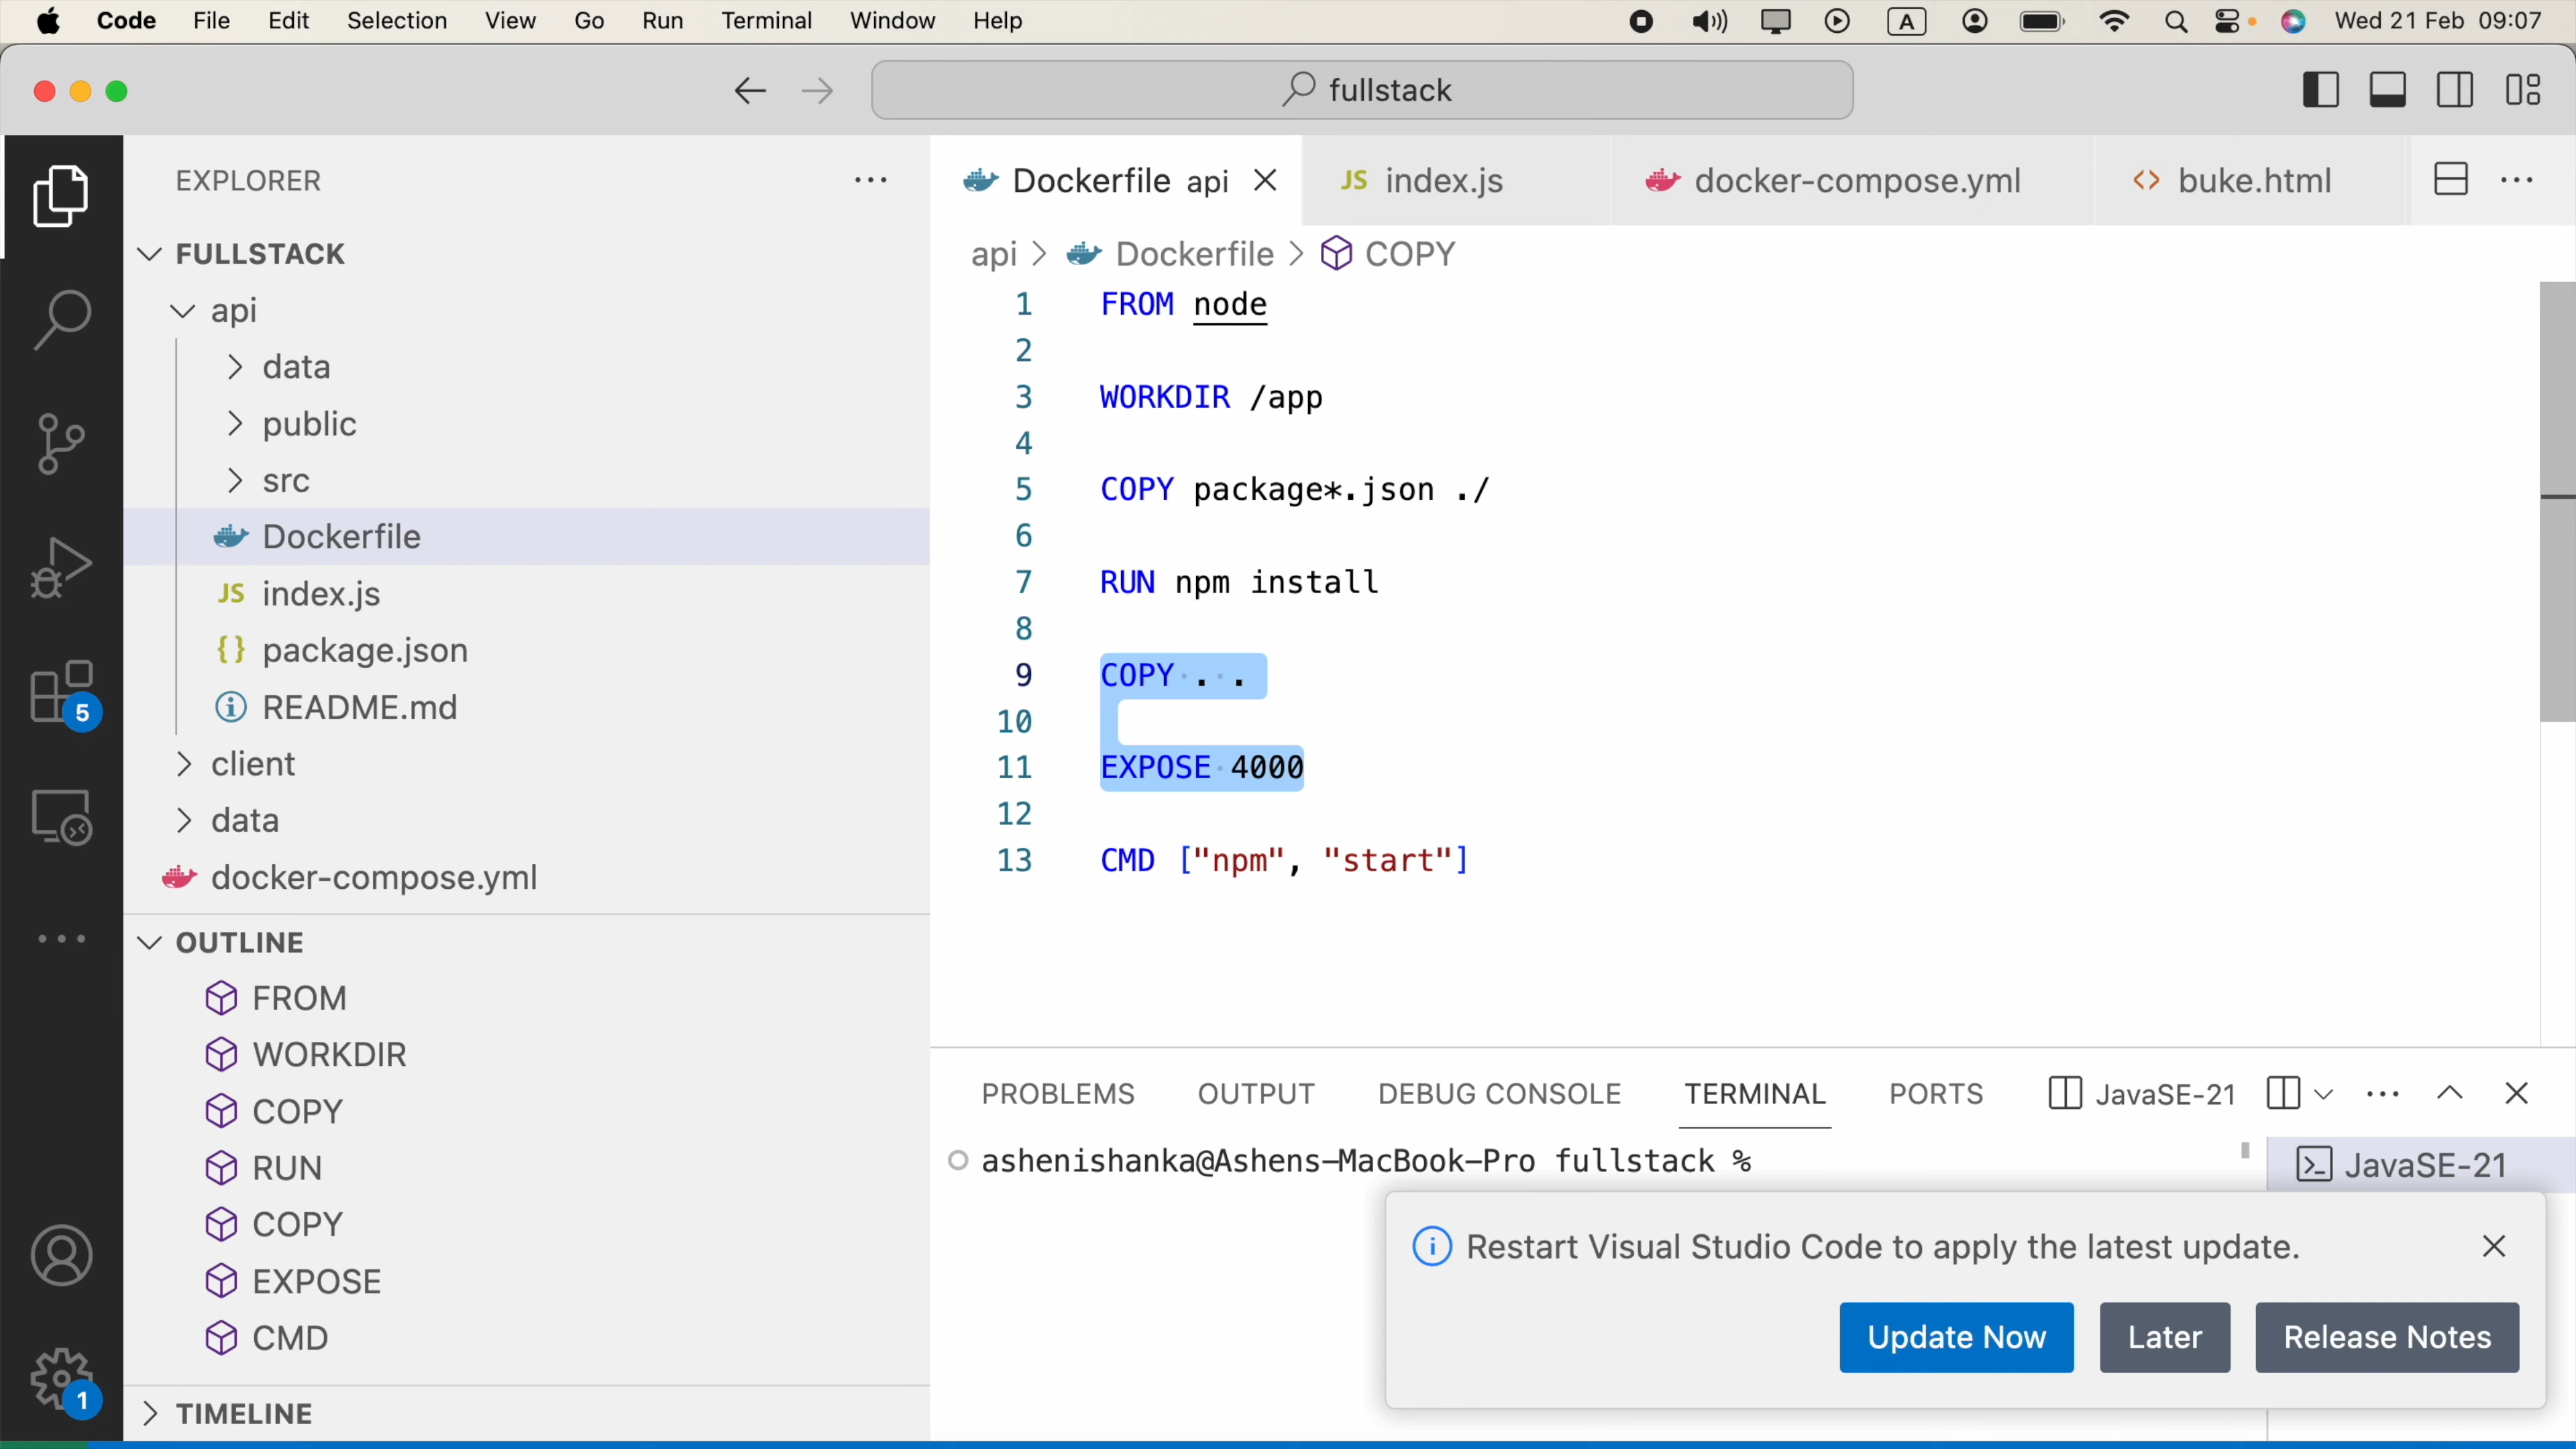 Code File Edit Selection View Go Run Terminal Window Help A Wed 21 Feb 09:07
fullstack
EXPLORER
FULLSTACK
api
data
public
src
Dockerfile
JS index.js
{} package.json
README.md
client
data
docker-compose.yml
OUTLINE
FROM
WORKDIR
COPY
RUN
COPY
EXPOSE
CMD
TIMELINE
5
1
Dockerfile api
JS index.js
docker-compose.yml
<> buke.html
api > Dockerfile > COPY
1 FROM node
2
3 WORKDIR /app
4
5 COPY package*.json ./
6
7 RUN npm install
8
9 COPY . .
10
11 EXPOSE 4000
12
13 CMD ["npm", "start"]
PROBLEMS OUTPUT DEBUG CONSOLE TERMINAL PORTS JavaSE-21
ashenishanka@Ashens-MacBook-Pro fullstack %
JavaSE-21
Restart Visual Studio Code to apply the latest update.
Update Now Later Release Notes